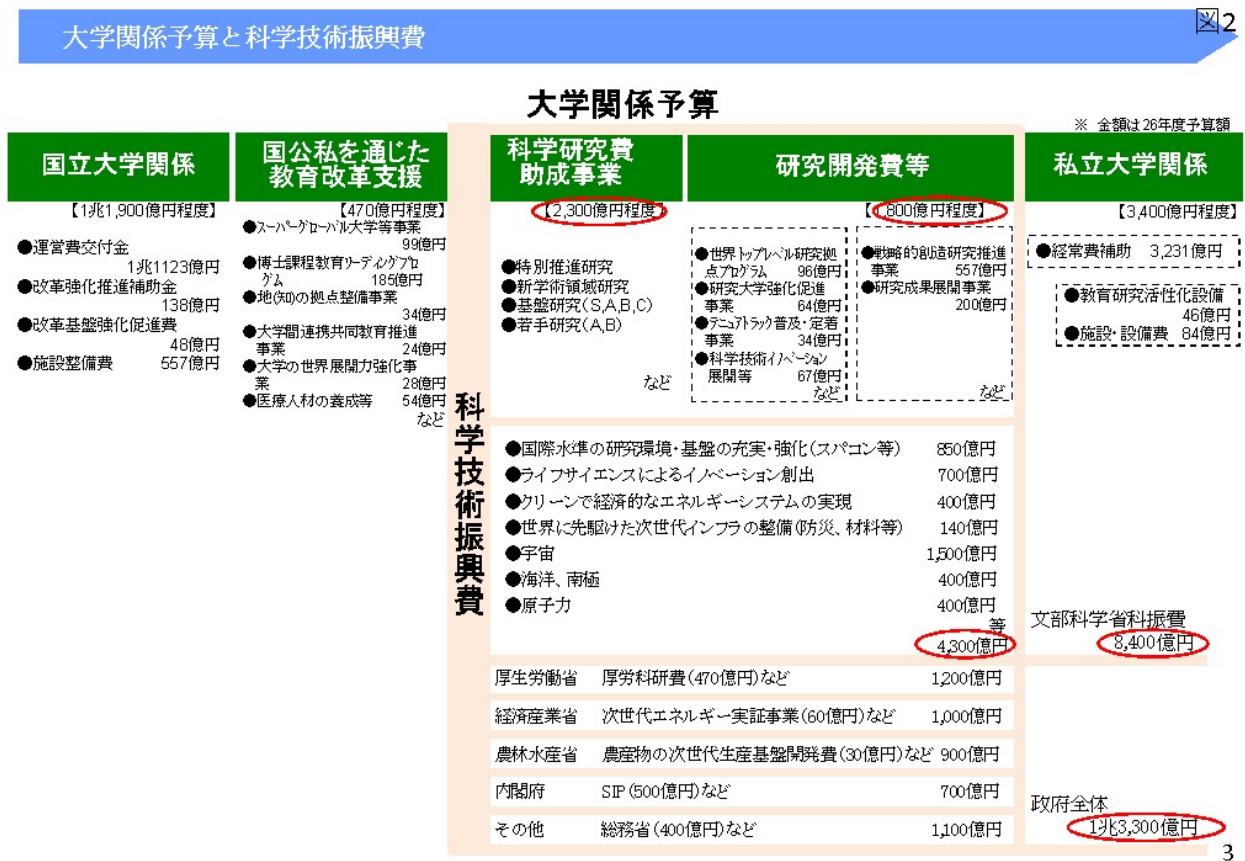 図2
大学関係予算と科学技術振興費
大学関係予算
※ 金額は26年度予算額
国立大学関係
【1兆1,900億円程度】
●運営費交付金
1兆1123億円
●改革強化推進補助金
138億円
●改革基盤強化促進費
48億円
●施設整備費 557億円
国公私を通じた
教育改革支援
【470億円程度】
●スーパーグローバル大学等事業
99億円
●博士課程教育リーディングプロ
グム 185億円
●地(知)の拠点整備事業
34億円
●大学間連携共同教育推進
事業 24億円
●大学の世界展開力強化事
業 28億円
●医療人材の養成等 54億円
など
科学技術振興費
科学研究費
助成事業
【2,300億円程度】
●特別推進研究
●新学術領域研究
●基盤研究(S,A,B,C)
●若手研究(A,B)
など
研究開発費等
【1,800億円程度】
●世界トップレベル研究拠
点プログラム 96億円
●研究大学強化促進
事業 64億円
●テニュアトラック普及・定着
事業 34億円
●科学技術イノベーション
展開等 67億円
など
●戦略的創造研究推進
事業 557億円
●研究成果展開事業
200億円
など
私立大学関係
【3,400億円程度】
●経常費補助 3,231億円
●教育研究活性化設備
46億円
●施設・設備費 84億円
●国際水準の研究環境・基盤の充実・強化(スパコン等) 850億円
●ライフサイエンスによるイノベーション創出 700億円
●クリーンで経済的なエネルギーシステムの実現 400億円
●世界に先駆けた次世代インフラの整備(防災、材料等) 140億円
●宇宙 1,500億円
●海洋、南極 400億円
●原子力 400億円
等
4,300億円
文部科学省科振費
8,400億円
厚生労働省 厚労科研費(470億円)など 1,200億円
経済産業省 次世代エネルギー実証事業(60億円)など 1,000億円
農林水産省 農産物の次世代生産基盤開発費(30億円)など 900億円
内閣府 SIP(500億円)など 700億円
その他 総務省(400億円)など 1,100億円
政府全体
1兆3,300億円
3